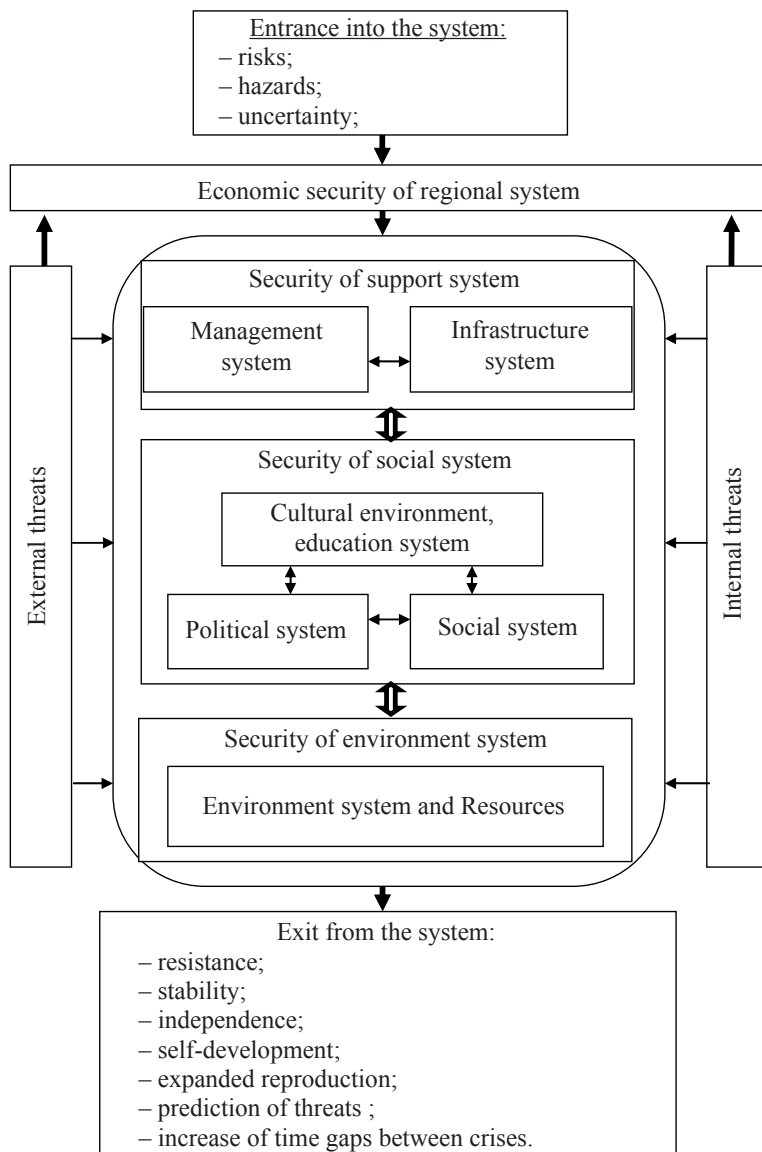 Entrance into the system:
– risks;
– hazards;
– uncertainty;
Economic security of regional system
External threats
Security of support system
Management
system
Infrastructure
system
Security of social system
Cultural environment,
education system
Political system
Social system
Security of environment system
Environment system and Resources
Internal threats
Exit from the system:
– resistance;
– stability;
– independence;
– self-development;
– expanded reproduction;
– prediction of threats ;
– increase of time gaps between crises.